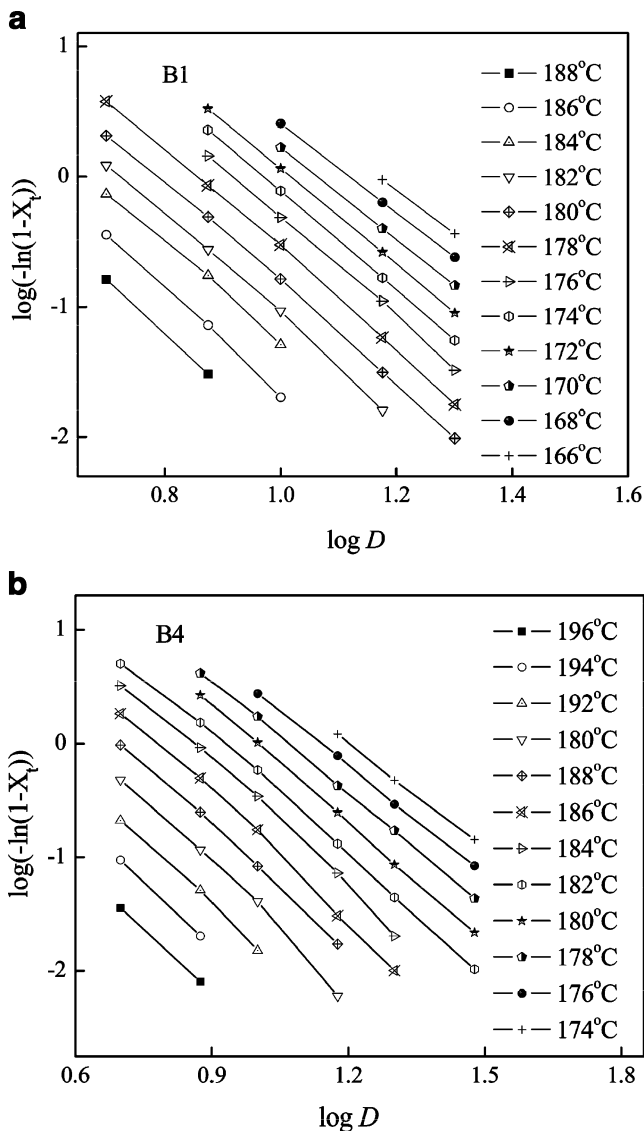 a
B1
1
0
-1
-2
log(-ln(1-Xt))
0.8 1.0 1.2 1.4 1.6
log D
188°C
186°C
184°C
182°C
180°C
178°C
176°C
174°C
172°C
170°C
168°C
166°C
b
B4
1
0
-1
-2
log(-ln(1-Xt))
0.6 0.9 1.2 1.5 1.8
log D
196°C
194°C
192°C
180°C
188°C
186°C
184°C
182°C
180°C
178°C
176°C
174°C